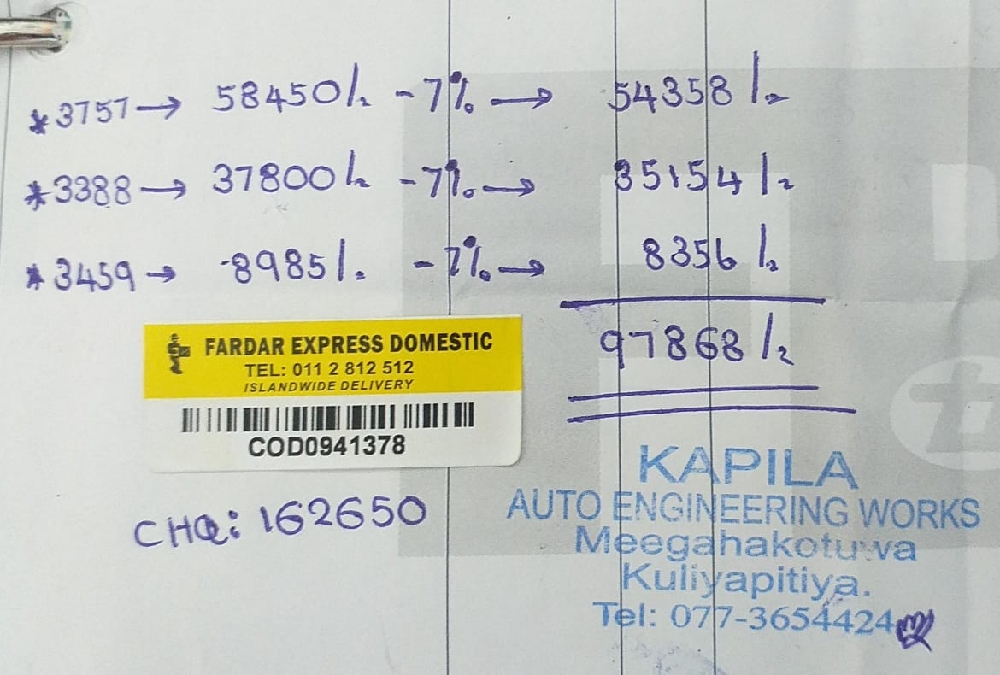 *3757 → 58450/. -7% → 54358/.
*3388 → 37800/. -7% → 35154/.
*3459 → 8985/. -7% → 8356/.
97868/.
FARDAR EXPRESS DOMESTIC
TEL: 011 2 812 512
ISLANDWIDE DELIVERY
COD0941378
CHQ: 162650
KAPILA
AUTO ENGINEERING WORKS
Meegahakotuwa
Kuliyapitiya.
Tel: 077-3654424